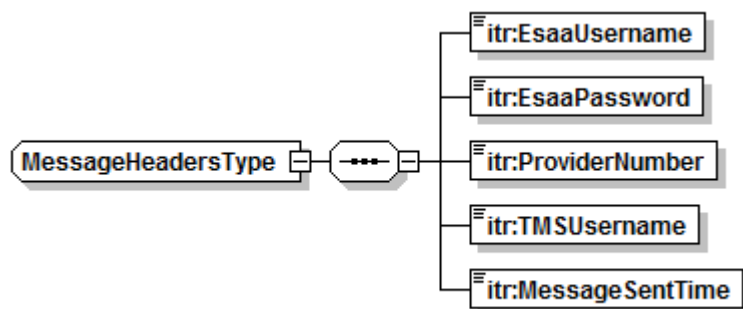 itr:EsaaUsername
itr:EsaaPassword
MessageHeadersType
itr:ProviderNumber
itr:TMSUsername
itr:MessageSentTime